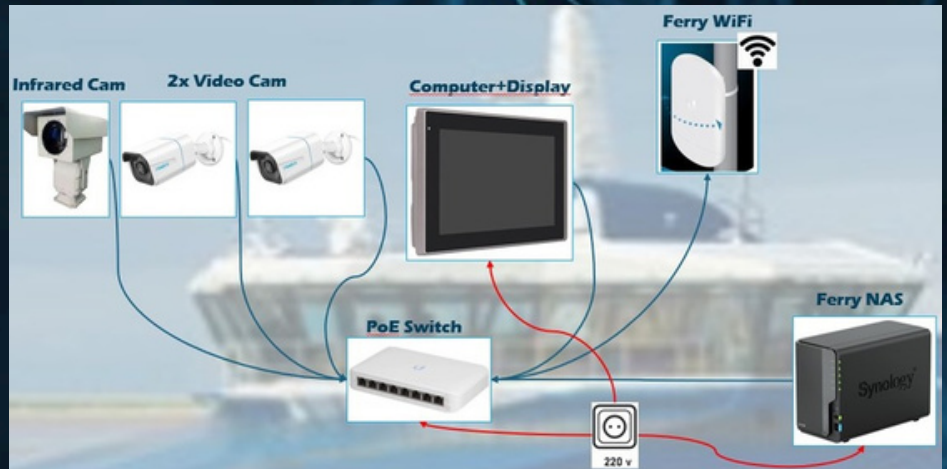 Ferry WiFi
Infrared Cam
2x Video Cam
Computer+Display
Ferry NAS
PoE Switch
Synology
220 v